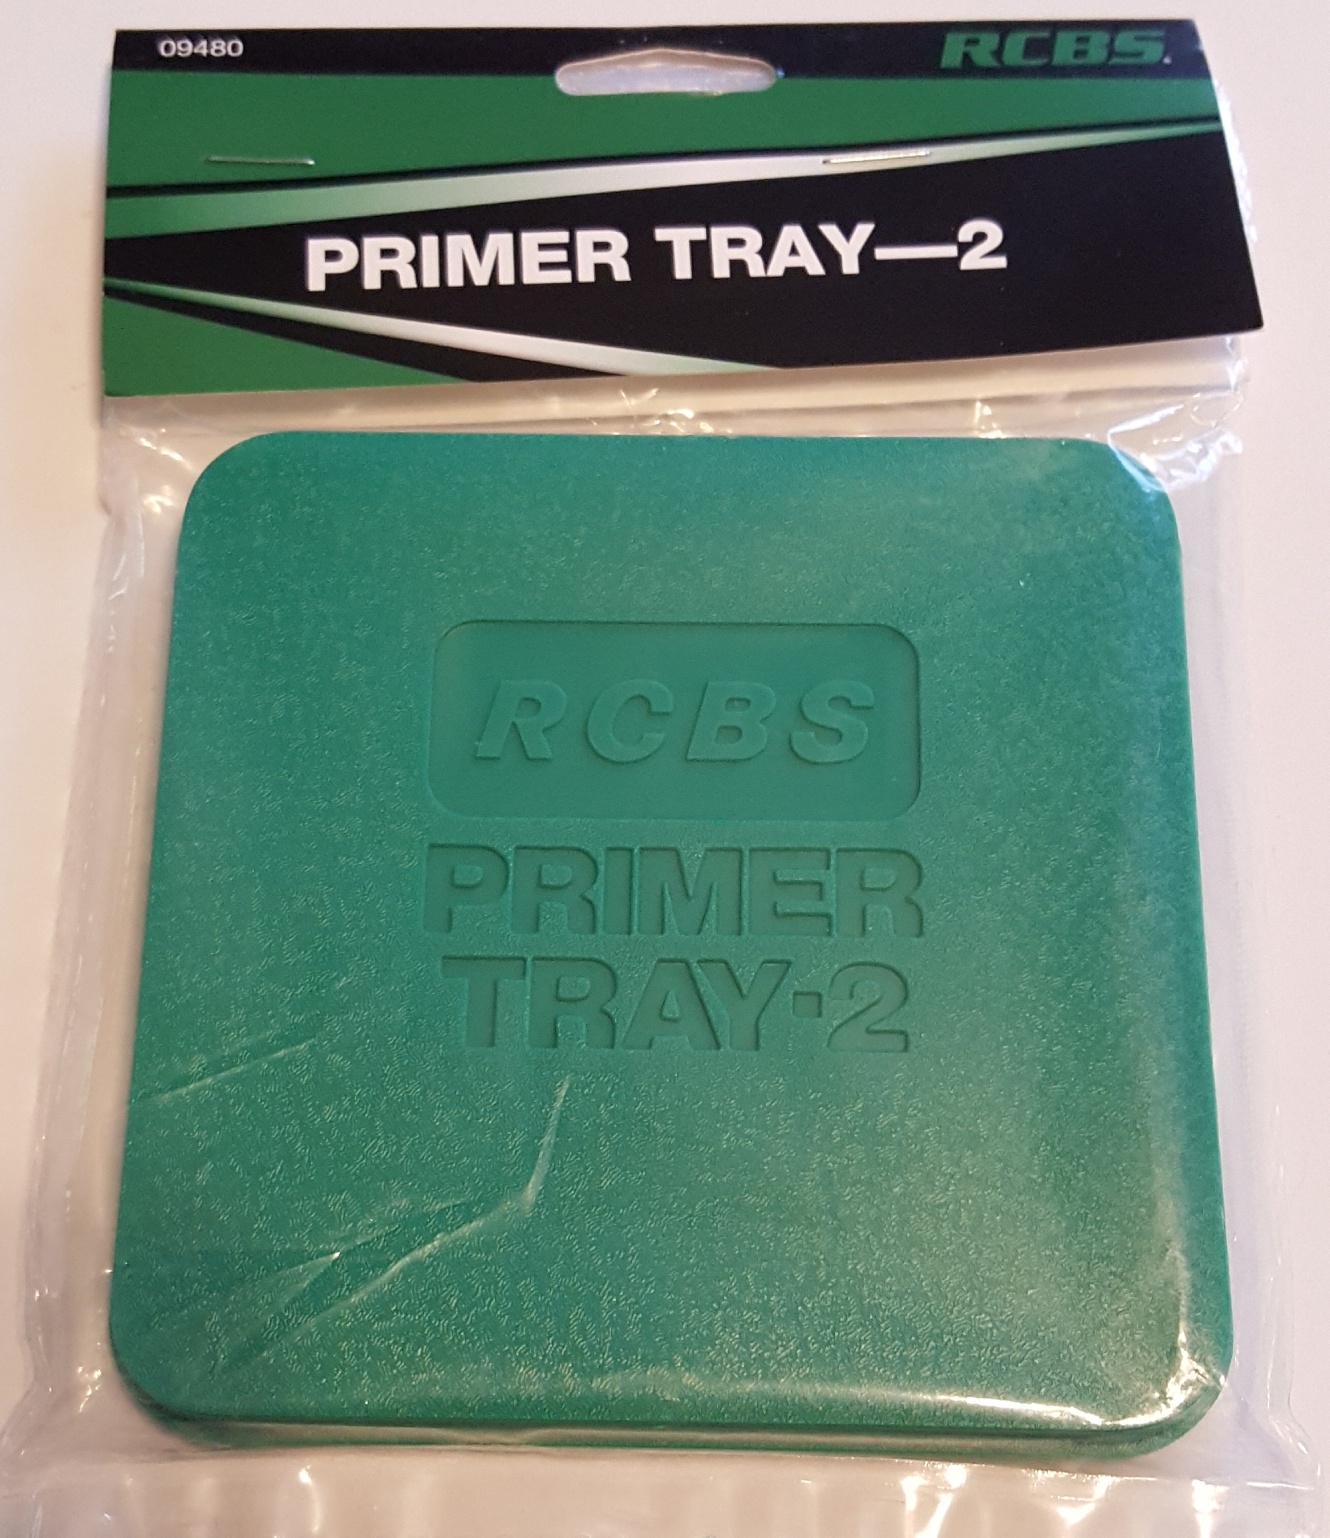 09480
RCBS.
PRIMER TRAY—2
RCBS
PRIMER
TRAY·2